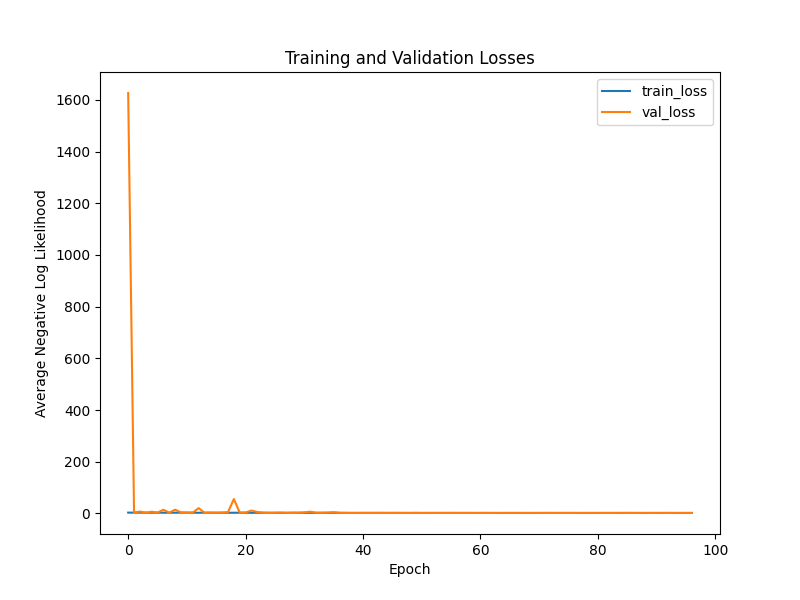 Training and Validation Losses
train_loss
val_loss
Average Negative Log Likelihood
1600
1400
1200
1000
800
600
400
200
0
0 20 40 60 80 100
Epoch